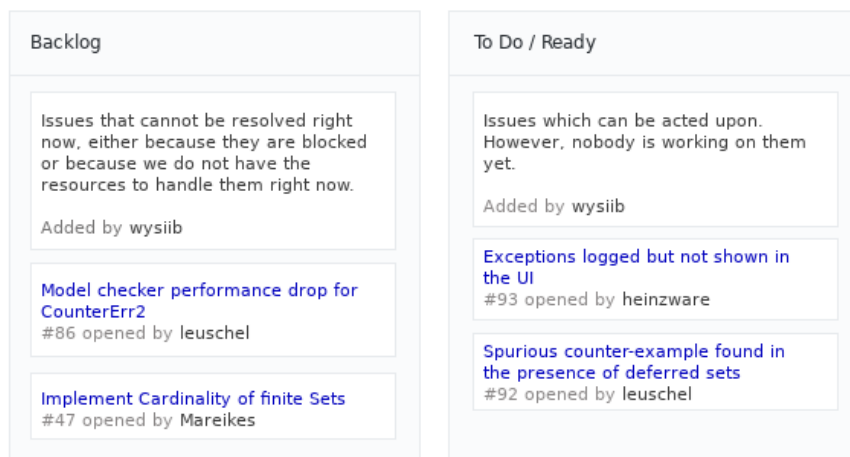 Backlog
Issues that cannot be resolved right
now, either because they are blocked
or because we do not have the
resources to handle them right now.
Added by wysiib
Model checker performance drop for
CounterErr2
#86 opened by leuschel
Implement Cardinality of finite Sets
#47 opened by Mareikes
To Do / Ready
Issues which can be acted upon.
However, nobody is working on them
yet.
Added by wysiib
Exceptions logged but not shown in
the UI
#93 opened by heinzware
Spurious counter-example found in
the presence of deferred sets
#92 opened by leuschel